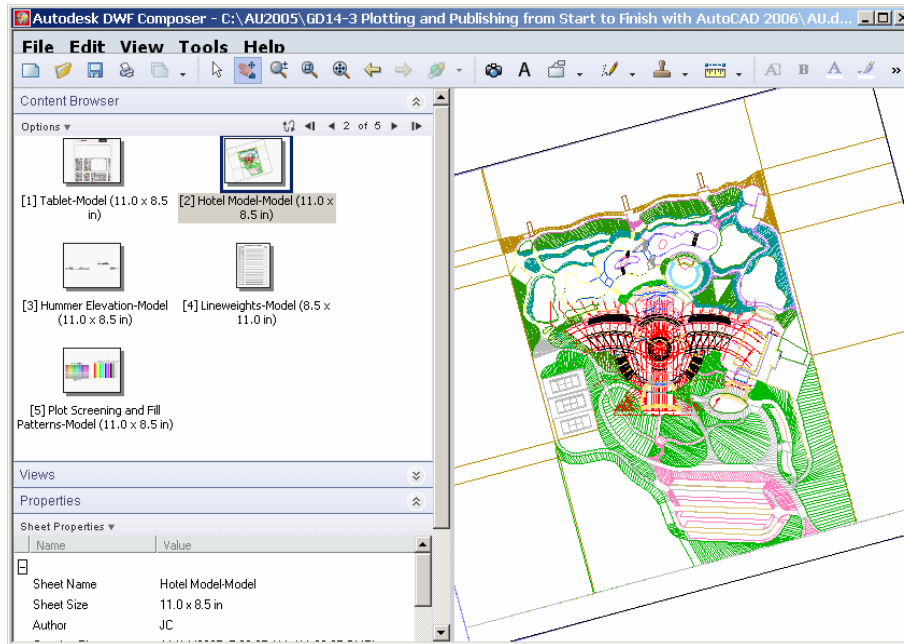 Autodesk DWF Composer - C:\AU2005\GD14-3 Plotting and Publishing from Start to Finish with AutoCAD 2006\AU.d...
File Edit View Tools Help
A A B A »
Content Browser
Options
2 of 5
[1] Tablet-Model (11.0 x 8.5 in)
[2] Hotel Model-Model (11.0 x 8.5 in)
[3] Hummer Elevation-Model (11.0 x 8.5 in)
[4] Lineweights-Model (8.5 x 11.0 in)
[5] Plot Screening and Fill Patterns-Model (11.0 x 8.5 in)
Views
Properties
Sheet Properties
Name Value
Sheet Name Hotel Model-Model
Sheet Size 11.0 x 8.5 in
Author JC